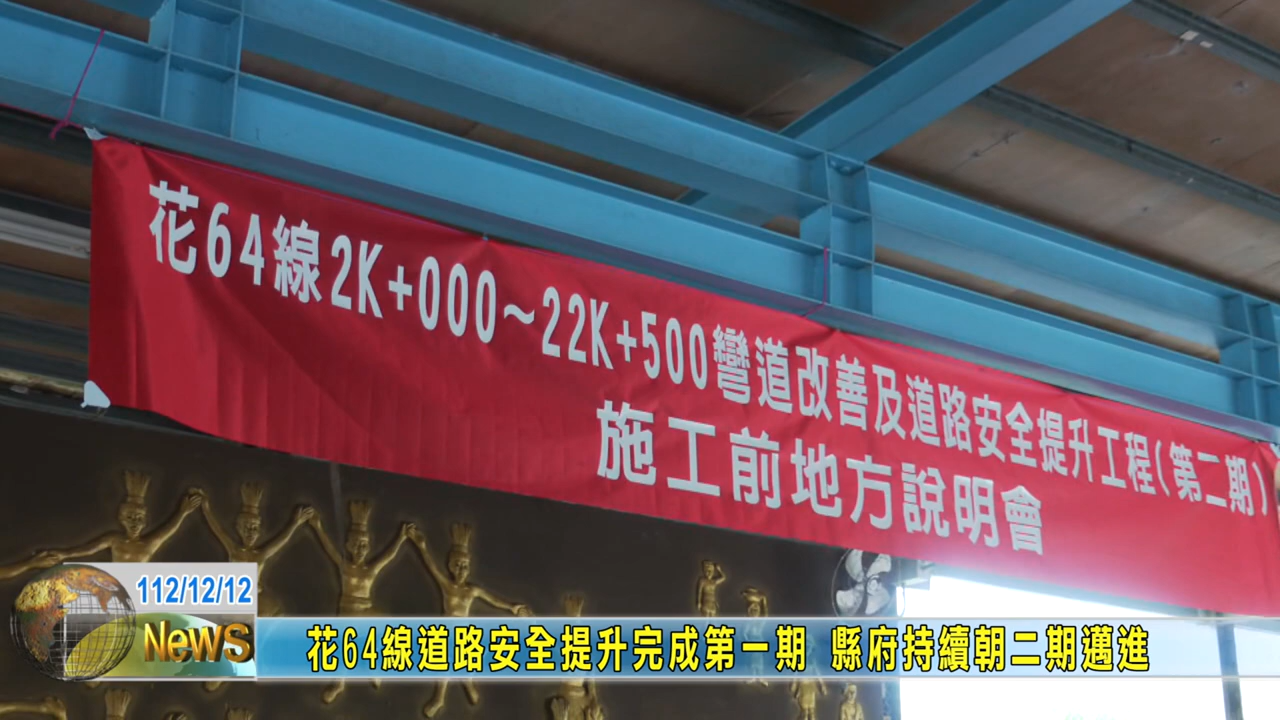 花64線2K+000~22K+500彎道改善及道路安全提升工程(第二期)
施工前地方說明會
112/12/12
NewS
花64線道路安全提升完成第一期 縣府持續朝二期邁進